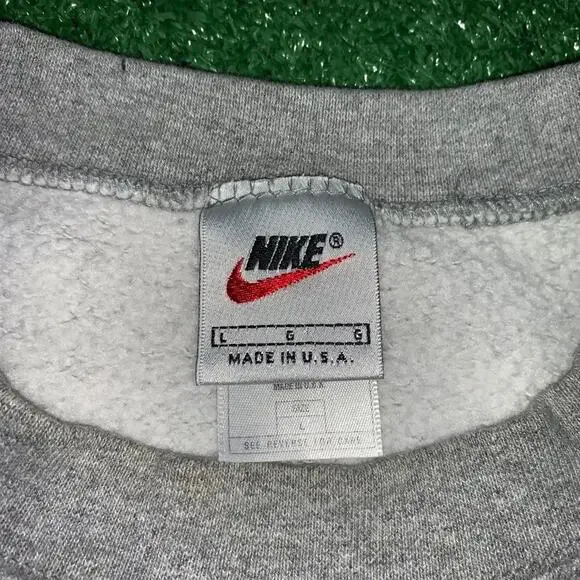 NIKE®
L G G
MADE IN U.S.A.
MADE IN U.S.A.
SIZE
L
SEE REVERSE FOR CARE